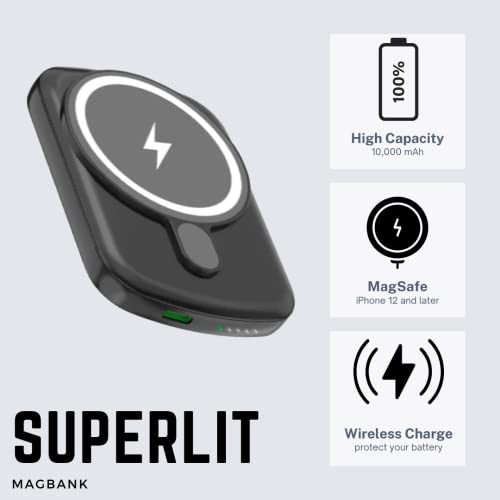 100%
High Capacity
10,000 mAh
MagSafe
iPhone 12 and later
Wireless Charge
protect your battery
SUPERLIT
MAGBANK